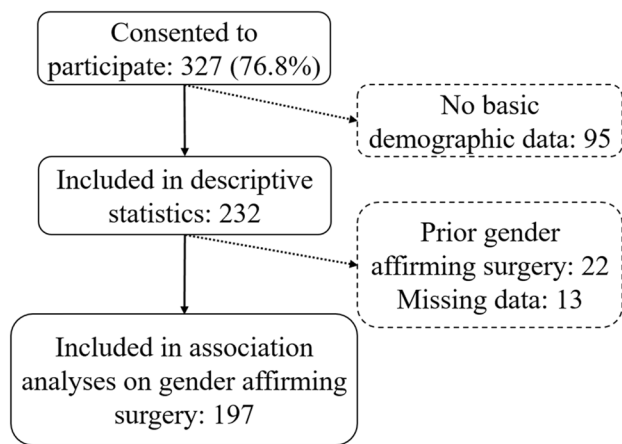 Consented to
participate: 327 (76.8%)
No basic
demographic data: 95
Included in descriptive
statistics: 232
Prior gender
affirming surgery: 22
Missing data: 13
Included in association
analyses on gender affirming
surgery: 197